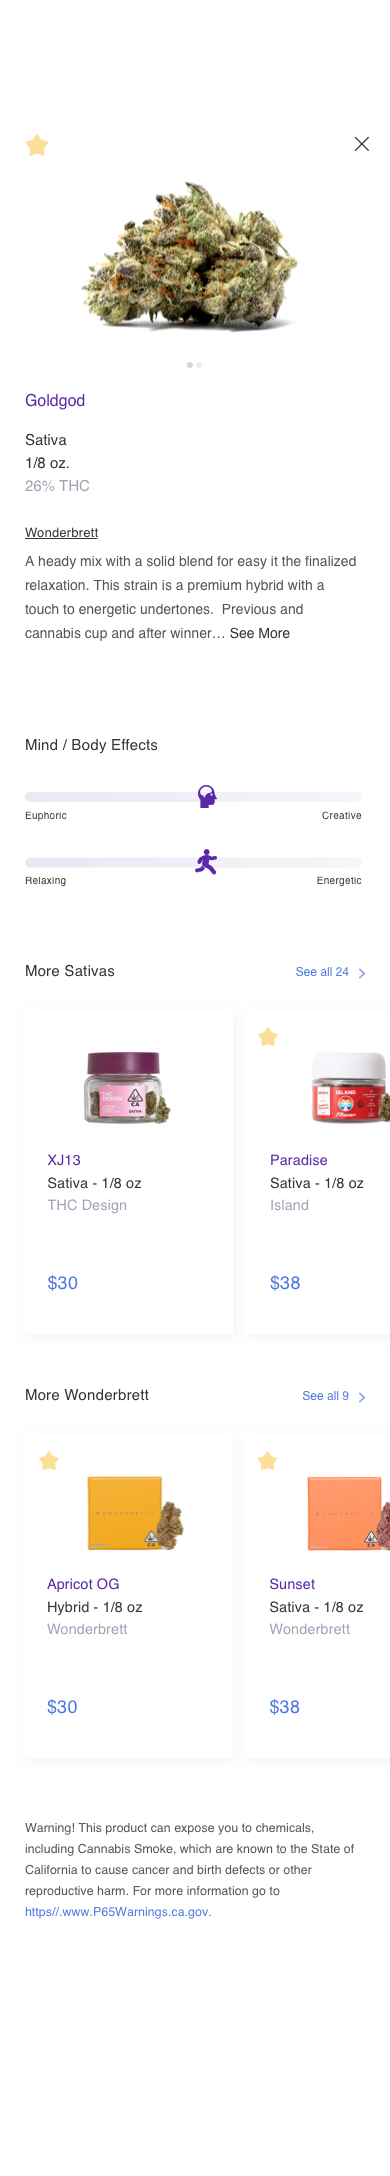 Goldgod
Sativa
1/8 oz.
26% THC
Wonderbrett
A heady mix with a solid blend for easy it the finalized
relaxation. This strain is a premium hybrid with a
touch to energetic undertones.  Previous and
cannabis cup and after winner… See More
Mind / Body Effects
Euphoric Creative
Relaxing Energetic
More Sativas See all 24
THC
DESIGN
CA
SATIVA
ISLAND
XJ13 Paradise
Sativa - 1/8 oz Sativa - 1/8 oz
THC Design Island
$30 $38
More Wonderbrett See all 9
WONDERBRETT
CA CA
Apricot OG Sunset
Hybrid - 1/8 oz Sativa - 1/8 oz
Wonderbrett Wonderbrett
$30 $38
Warning! This product can expose you to chemicals,
including Cannabis Smoke, which are known to the State of
California to cause cancer and birth defects or other
reproductive harm. For more information go to
https//.www.P65Warnings.ca.gov.